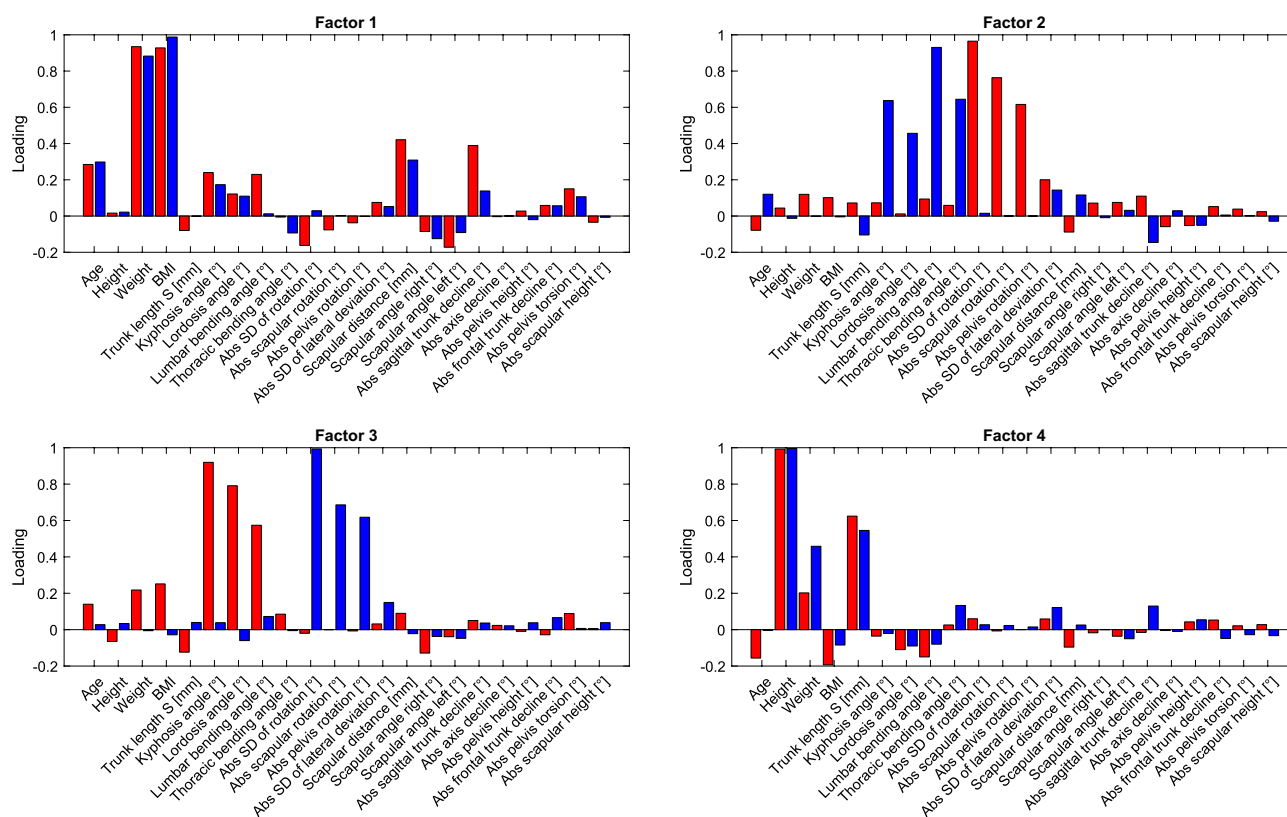 Factor 1
Loading
1
0.8
0.6
0.4
0.2
0
-0.2
Age
Height
Weight
BMI
Trunk length S [mm]
Kyphosis angle [°]
Lordosis angle [°]
Lumbar bending angle [°]
Thoracic bending angle [°]
Abs SD of rotation [°]
Abs scapular rotation [°]
Abs pelvis rotation [°]
Abs SD of lateral deviation [°]
Scapular distance [mm]
Scapular angle right [°]
Scapular angle left [°]
Abs sagittal trunk decline [°]
Abs axis decline [°]
Abs pelvis height [°]
Abs frontal trunk decline [°]
Abs pelvis torsion [°]
Abs scapular height [°]
Factor 2
Loading
1
0.8
0.6
0.4
0.2
0
-0.2
Age
Height
Weight
BMI
Trunk length S [mm]
Kyphosis angle [°]
Lordosis angle [°]
Lumbar bending angle [°]
Thoracic bending angle [°]
Abs SD of rotation [°]
Abs scapular rotation [°]
Abs pelvis rotation [°]
Abs SD of lateral deviation [°]
Scapular distance [mm]
Scapular angle right [°]
Scapular angle left [°]
Abs sagittal trunk decline [°]
Abs axis decline [°]
Abs pelvis height [°]
Abs frontal trunk decline [°]
Abs pelvis torsion [°]
Abs scapular height [°]
Factor 3
Loading
1
0.8
0.6
0.4
0.2
0
-0.2
Age
Height
Weight
BMI
Trunk length S [mm]
Kyphosis angle [°]
Lordosis angle [°]
Lumbar bending angle [°]
Thoracic bending angle [°]
Abs SD of rotation [°]
Abs scapular rotation [°]
Abs pelvis rotation [°]
Abs SD of lateral deviation [°]
Scapular distance [mm]
Scapular angle right [°]
Scapular angle left [°]
Abs sagittal trunk decline [°]
Abs axis decline [°]
Abs pelvis height [°]
Abs frontal trunk decline [°]
Abs pelvis torsion [°]
Abs scapular height [°]
Factor 4
Loading
1
0.8
0.6
0.4
0.2
0
-0.2
Age
Height
Weight
BMI
Trunk length S [mm]
Kyphosis angle [°]
Lordosis angle [°]
Lumbar bending angle [°]
Thoracic bending angle [°]
Abs SD of rotation [°]
Abs scapular rotation [°]
Abs pelvis rotation [°]
Abs SD of lateral deviation [°]
Scapular distance [mm]
Scapular angle right [°]
Scapular angle left [°]
Abs sagittal trunk decline [°]
Abs axis decline [°]
Abs pelvis height [°]
Abs frontal trunk decline [°]
Abs pelvis torsion [°]
Abs scapular height [°]